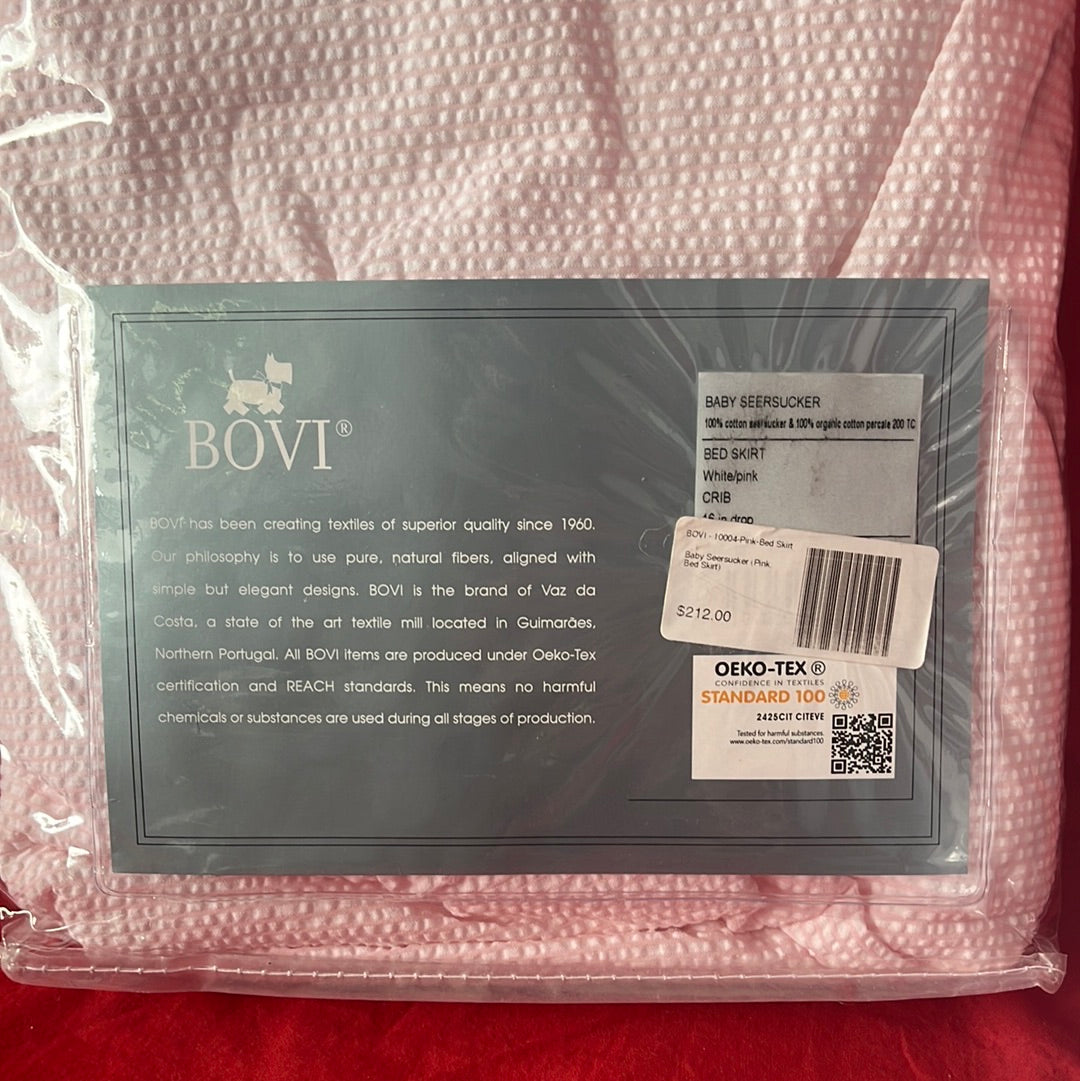 BOVI®
BOVI has been creating textiles of superior quality since 1960.
Our philosophy is to use pure, natural fibers, aligned with
simple but elegant designs. BOVI is the brand of Vaz da
Costa, a state of the art textile mill located in Guimarães,
Northern Portugal. All BOVI items are produced under Oeko-Tex
certification and REACH standards. This means no harmful
chemicals or substances are used during all stages of production.
BABY SEERSUCKER
100% cotton seersucker & 100% organic cotton percale 200 TC
BED SKIRT
White/pink
CRIB
16 in drop
BOVI - 10004-Pink-Bed Skirt
Baby Seersucker (Pink,
Bed Skirt)
$212.00
OEKO-TEX ®
CONFIDENCE IN TEXTILES
STANDARD 100
2425CIT CITEVE
Tested for harmful substances.
www.oeko-tex.com/standard100